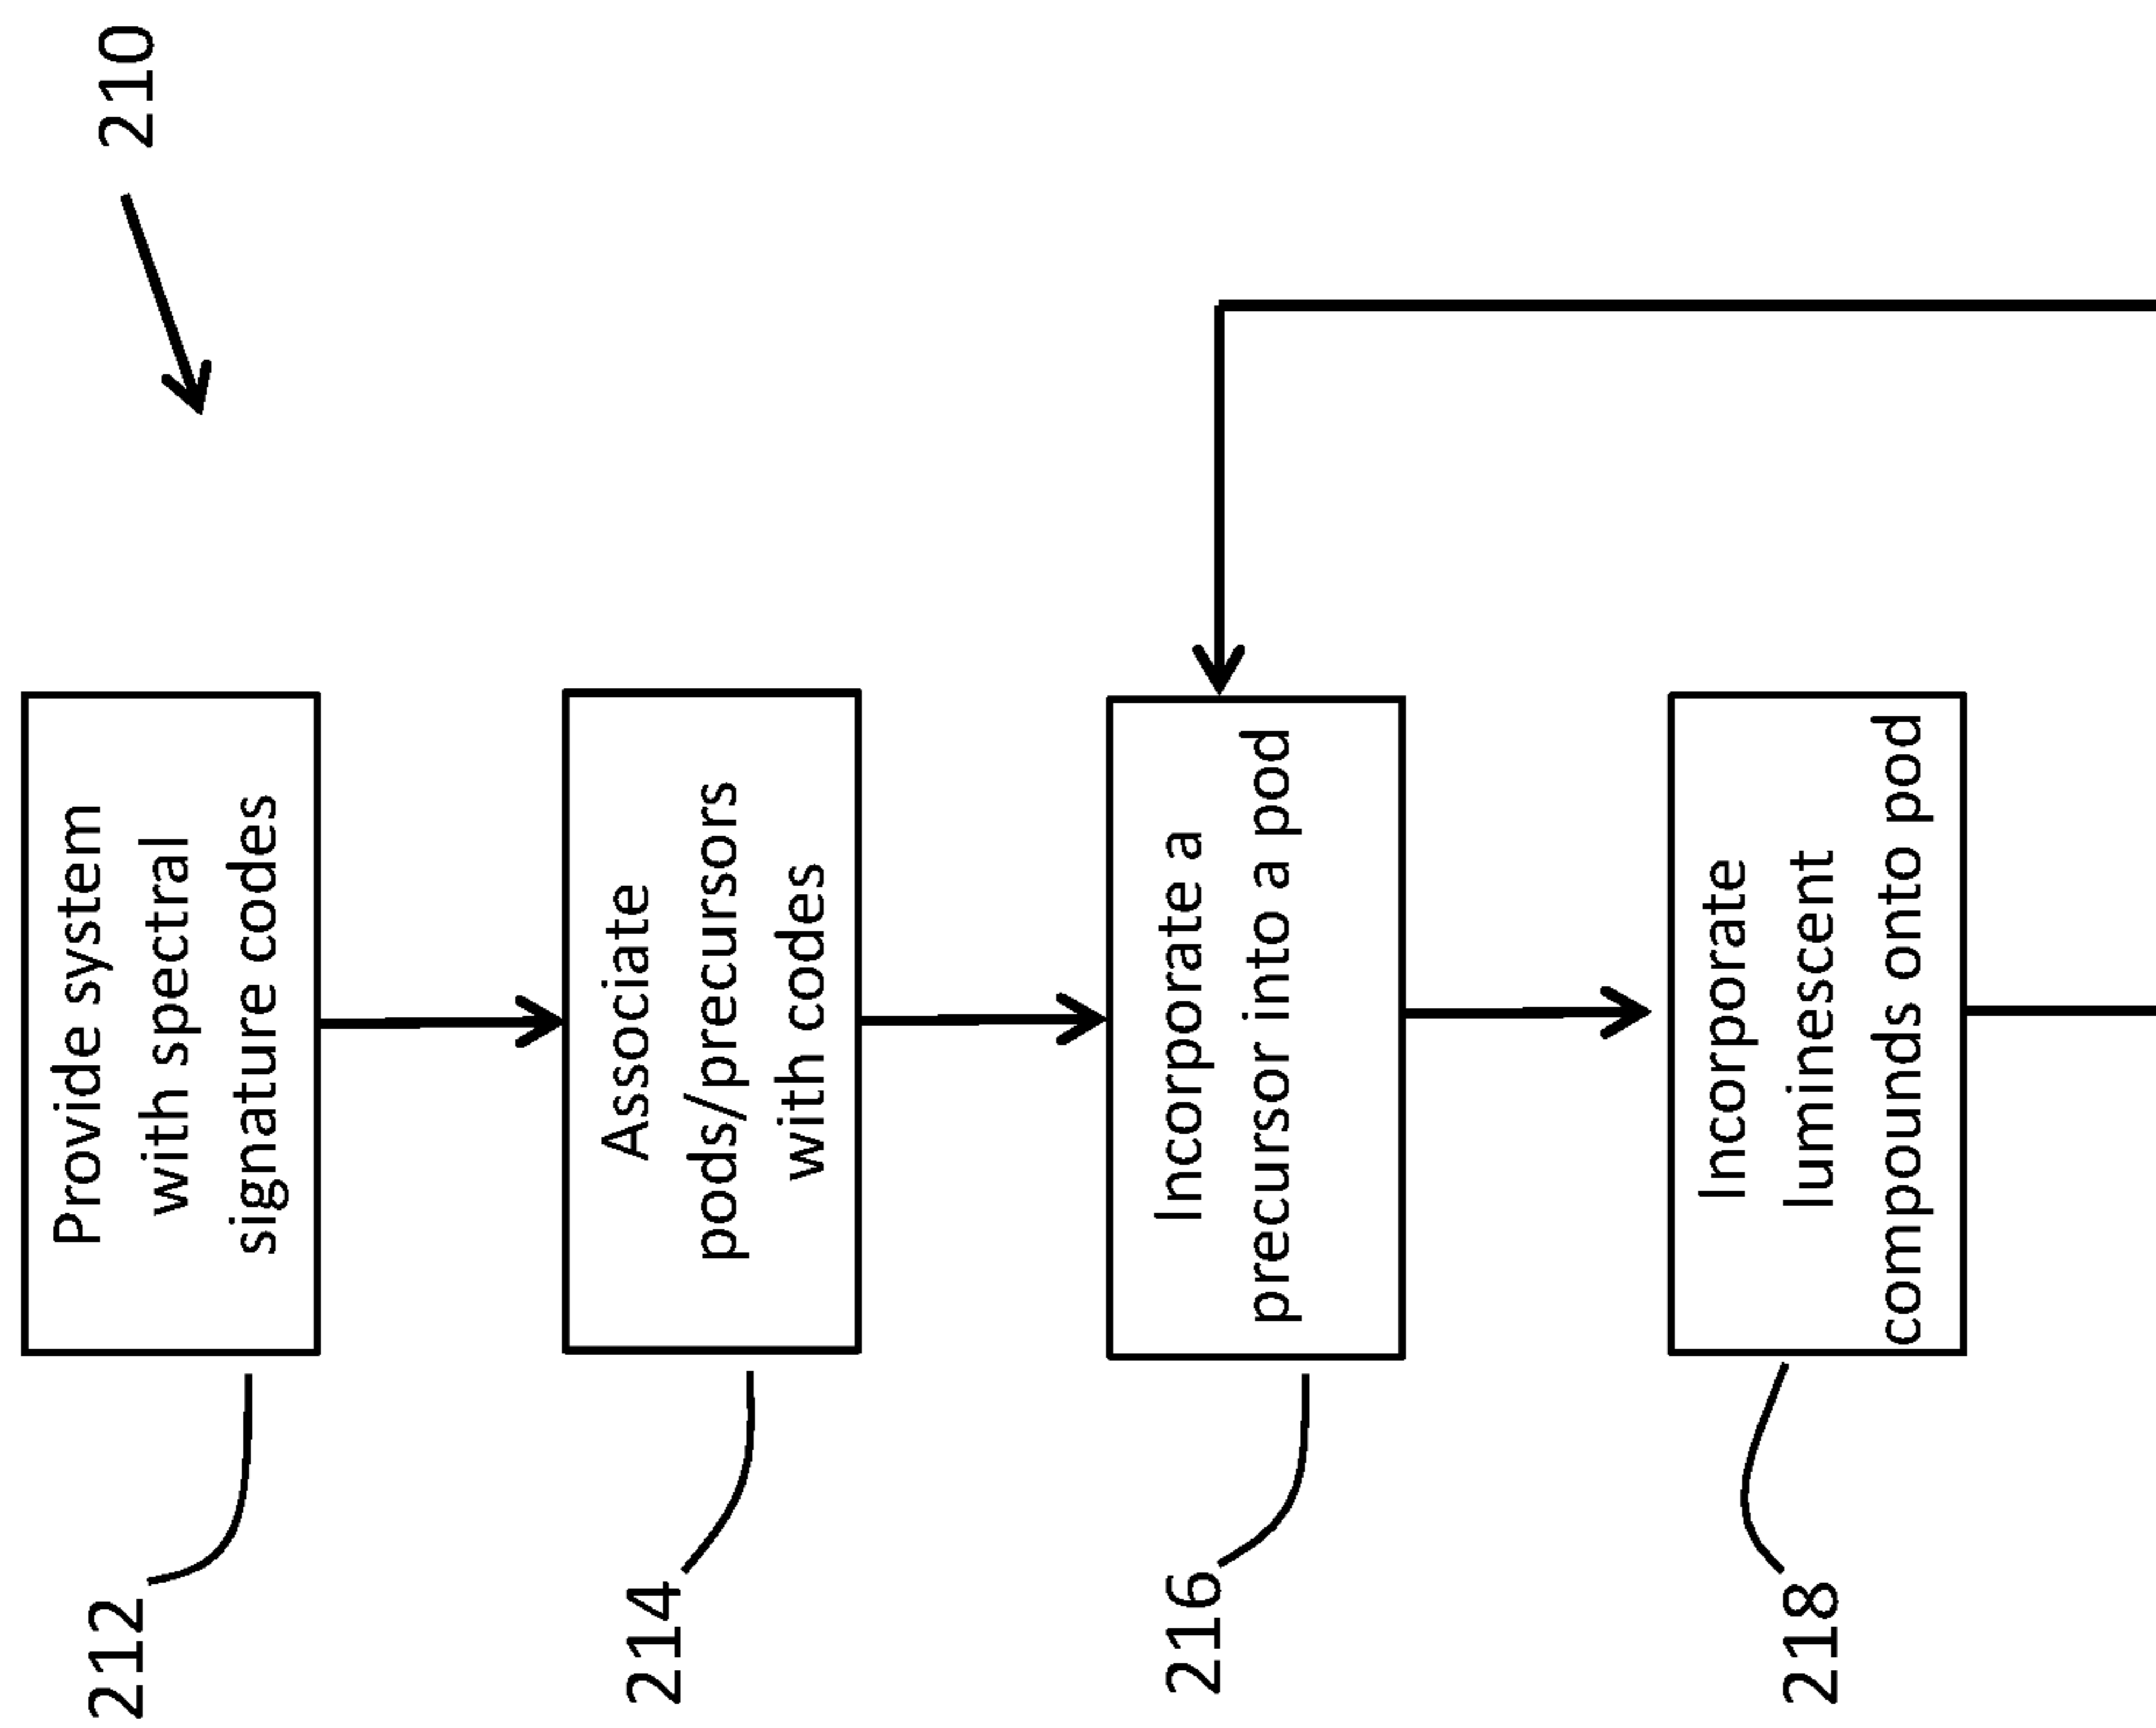 210
212
Provide system
with spectral
signature codes
214
Associate
pods/precursors
with codes
216
Incorporate a
precursor into a pod
218
Incorporate
luminescent
compounds onto pod